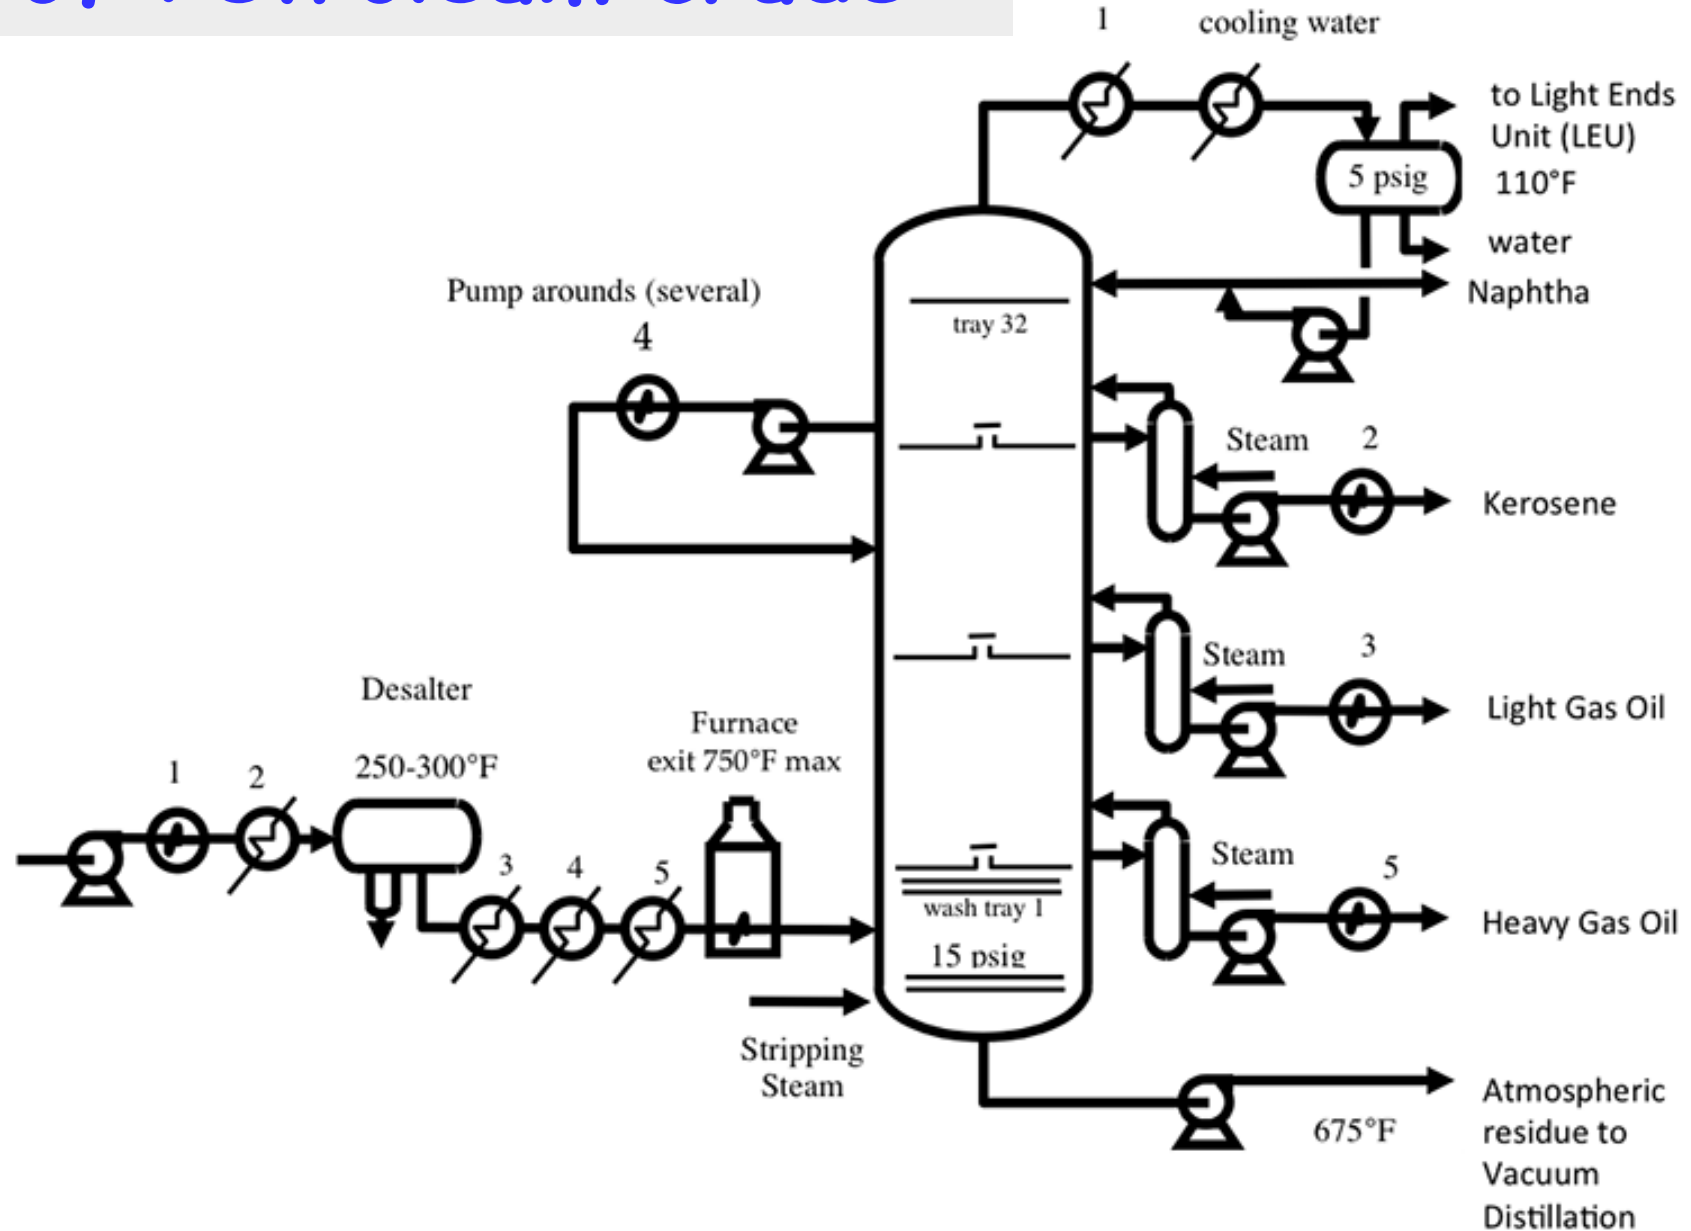 of Petroleum Crude
1
cooling water
to Light Ends
Unit (LEU)
5 psig
110°F
water
Naphtha
Pump arounds (several)
4
tray 32
Steam
2
Kerosene
Steam
3
Light Gas Oil
Desalter
250-300°F
Furnace
exit 750°F max
1
2
3
4
5
wash tray 1
15 psig
Steam
5
Heavy Gas Oil
Stripping
Steam
675°F
Atmospheric
residue to
Vacuum
Distillation